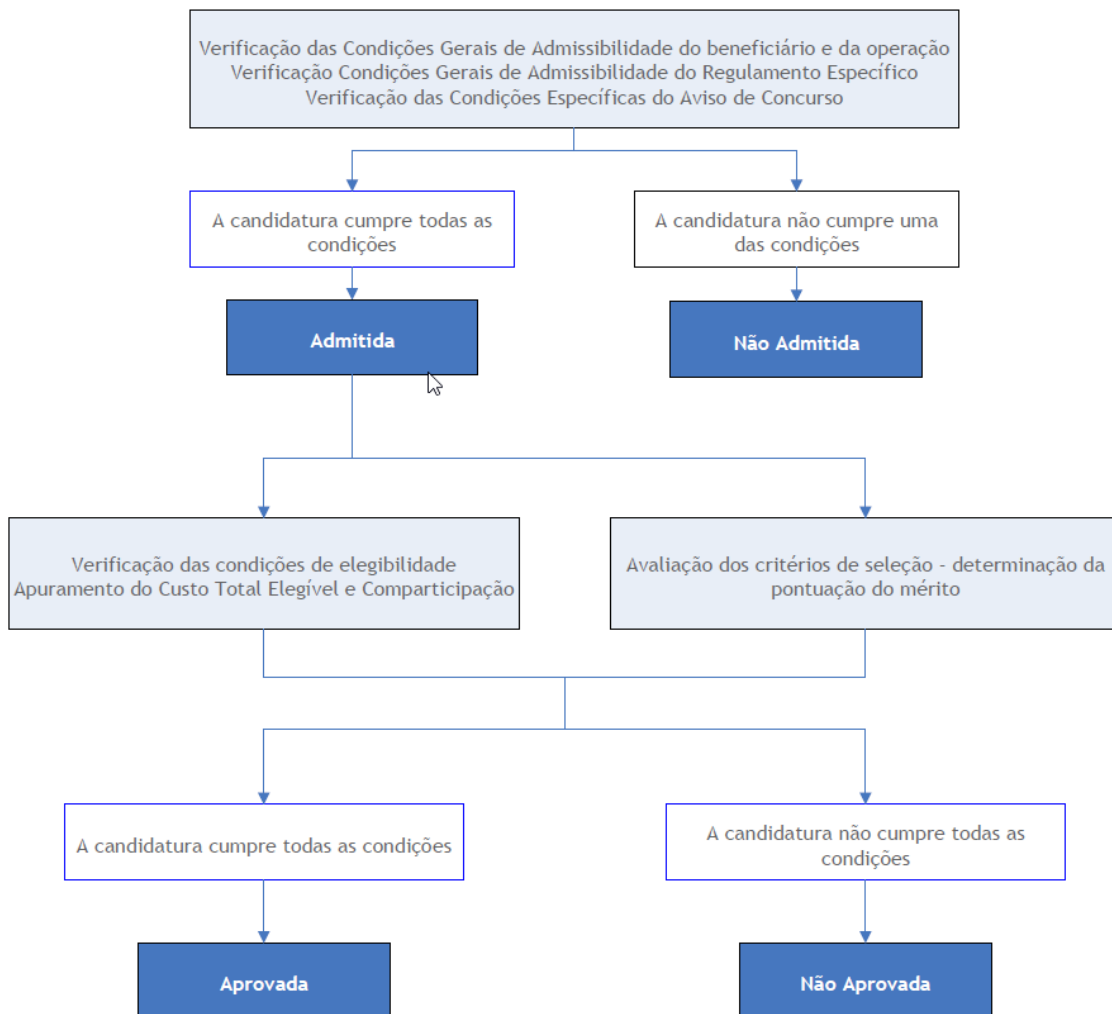 Verificação das Condições Gerais de Admissibilidade do beneficiário e da operação
Verificação Condições Gerais de Admissibilidade do Regulamento Específico
Verificação das Condições Específicas do Aviso de Concurso
A candidatura cumpre todas as
condições
A candidatura não cumpre uma
das condições
Admitida
Não Admitida
Verificação das condições de elegibilidade
Apuramento do Custo Total Elegível e Comparticipação
Avaliação dos critérios de seleção - determinação da
pontuação do mérito
A candidatura cumpre todas as condições
A candidatura não cumpre todas as
condições
Aprovada
Não Aprovada